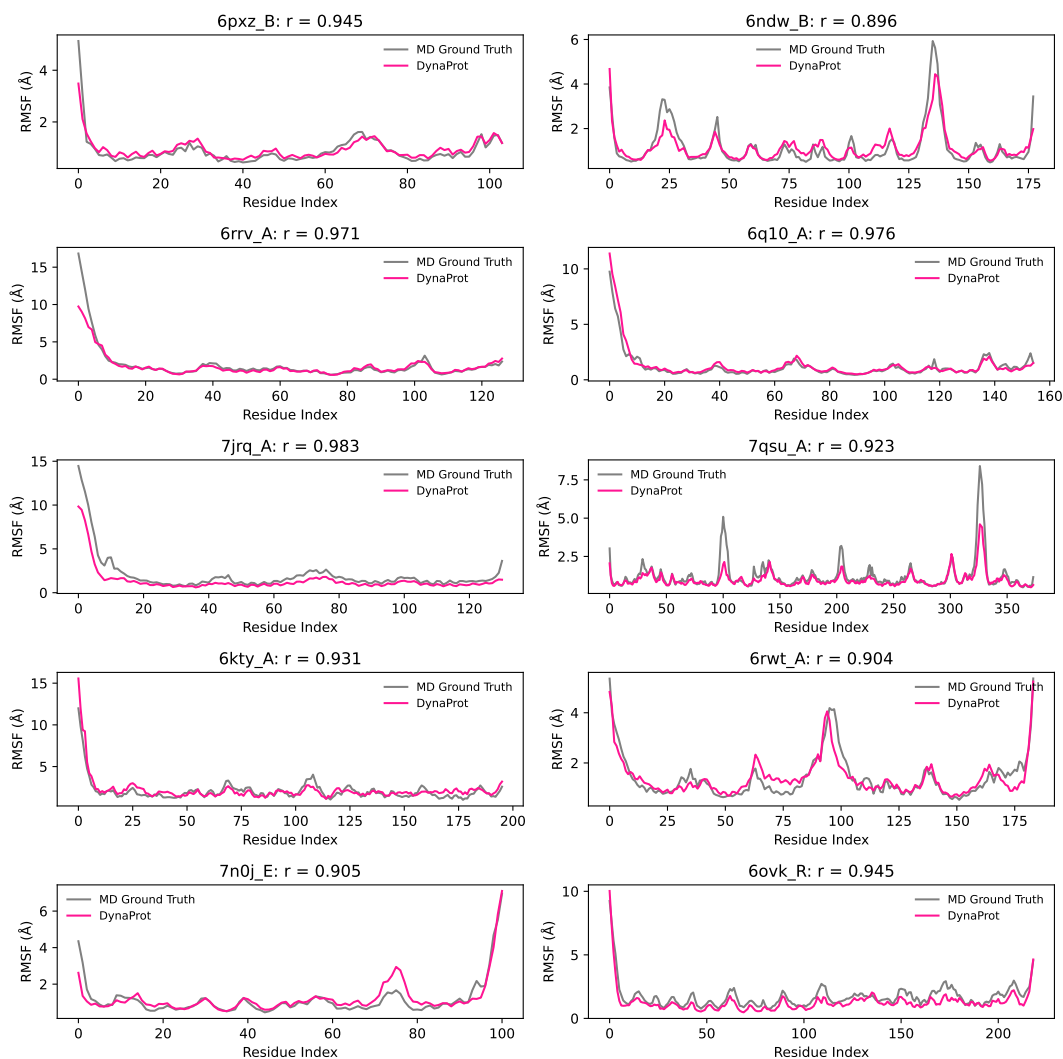 6pxz_B: r = 0.945
RMSF (Å)
4
2
MD Ground Truth
DynaProt
0 20 40 60 80 100
Residue Index
6ndw_B: r = 0.896
RMSF (Å)
6
4
2
MD Ground Truth
DynaProt
0 25 50 75 100 125 150 175
Residue Index
6rrv_A: r = 0.971
RMSF (Å)
15
10
5
0
MD Ground Truth
DynaProt
0 20 40 60 80 100 120
Residue Index
6q10_A: r = 0.976
RMSF (Å)
10
5
0
MD Ground Truth
DynaProt
0 20 40 60 80 100 120 140 160
Residue Index
7jrq_A: r = 0.983
RMSF (Å)
15
10
5
0
MD Ground Truth
DynaProt
0 20 40 60 80 100 120
Residue Index
7qsu_A: r = 0.923
RMSF (Å)
7.5
5.0
2.5
MD Ground Truth
DynaProt
0 50 100 150 200 250 300 350
Residue Index
6kty_A: r = 0.931
RMSF (Å)
15
10
5
MD Ground Truth
DynaProt
0 25 50 75 100 125 150 175 200
Residue Index
6rwt_A: r = 0.904
RMSF (Å)
4
2
MD Ground Truth
DynaProt
0 25 50 75 100 125 150 175
Residue Index
7n0j_E: r = 0.905
RMSF (Å)
6
4
2
MD Ground Truth
DynaProt
0 20 40 60 80 100
Residue Index
6ovk_R: r = 0.945
RMSF (Å)
10
5
0
MD Ground Truth
DynaProt
0 50 100 150 200
Residue Index